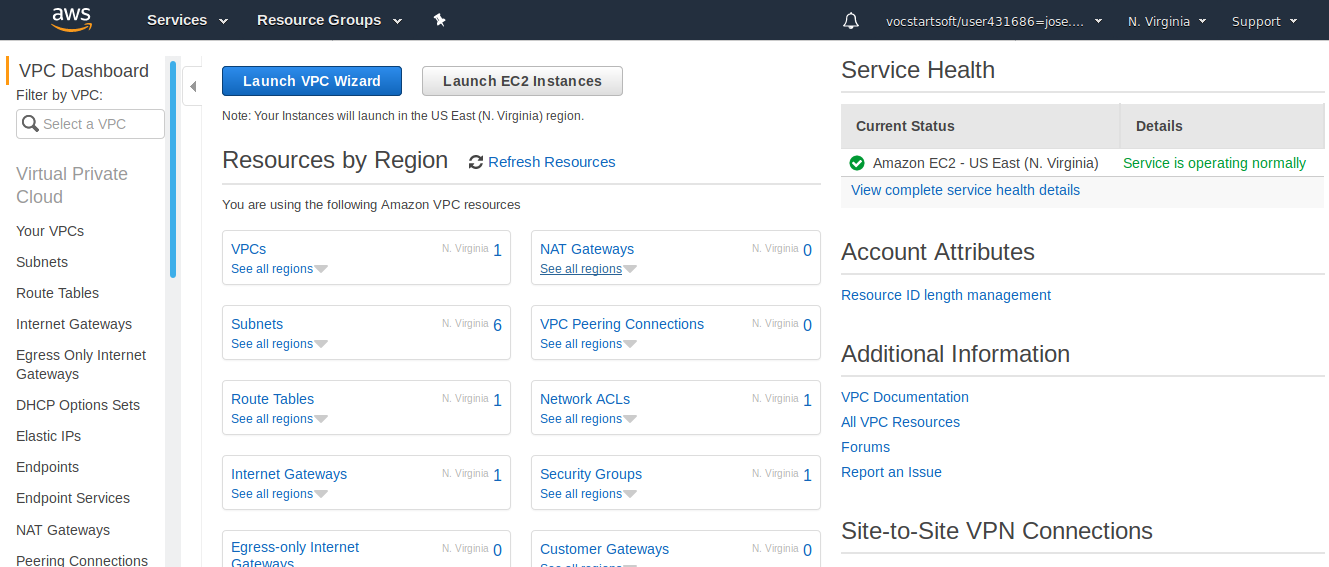 aws
Services
Resource Groups
vocstartsoft/user431686=jose....
N. Virginia
Support
VPC Dashboard
Filter by VPC:
Select a VPC
Virtual Private
Cloud
Your VPCs
Subnets
Route Tables
Internet Gateways
Egress Only Internet
Gateways
DHCP Options Sets
Elastic IPs
Endpoints
Endpoint Services
NAT Gateways
Peering Connections
Launch VPC Wizard
Launch EC2 Instances
Note: Your Instances will launch in the US East (N. Virginia) region.
Resources by Region
Refresh Resources
You are using the following Amazon VPC resources
VPCs N. Virginia 1
See all regions
NAT Gateways N. Virginia 0
See all regions
Subnets N. Virginia 6
See all regions
VPC Peering Connections N. Virginia 0
See all regions
Route Tables N. Virginia 1
See all regions
Network ACLs N. Virginia 1
See all regions
Internet Gateways N. Virginia 1
See all regions
Security Groups N. Virginia 1
See all regions
Egress-only Internet N. Virginia 0
Gateways
Customer Gateways N. Virginia 0
See all regions
Service Health
Current Status Details
Amazon EC2 - US East (N. Virginia) Service is operating normally
View complete service health details
Account Attributes
Resource ID length management
Additional Information
VPC Documentation
All VPC Resources
Forums
Report an Issue
Site-to-Site VPN Connections